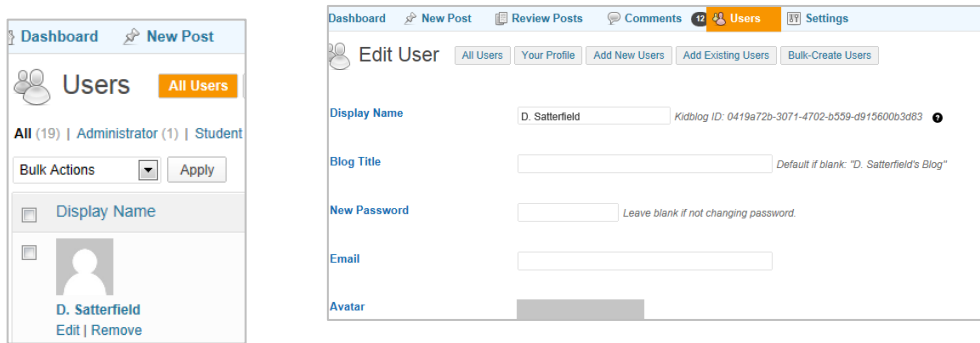 Dashboard New Post
Users All Users
All (19) | Administrator (1) | Student
Bulk Actions Apply
Display Name
D. Satterfield
Edit | Remove
Dashboard New Post Review Posts Comments 12 Users Settings
Edit User All Users Your Profile Add New Users Add Existing Users Bulk-Create Users
Display Name D. Satterfield Kidblog ID: 0419a72b-3071-4702-b559-d915600b3d83 ?
Blog Title Default if blank: "D. Satterfield's Blog"
New Password Leave blank if not changing password.
Email
Avatar